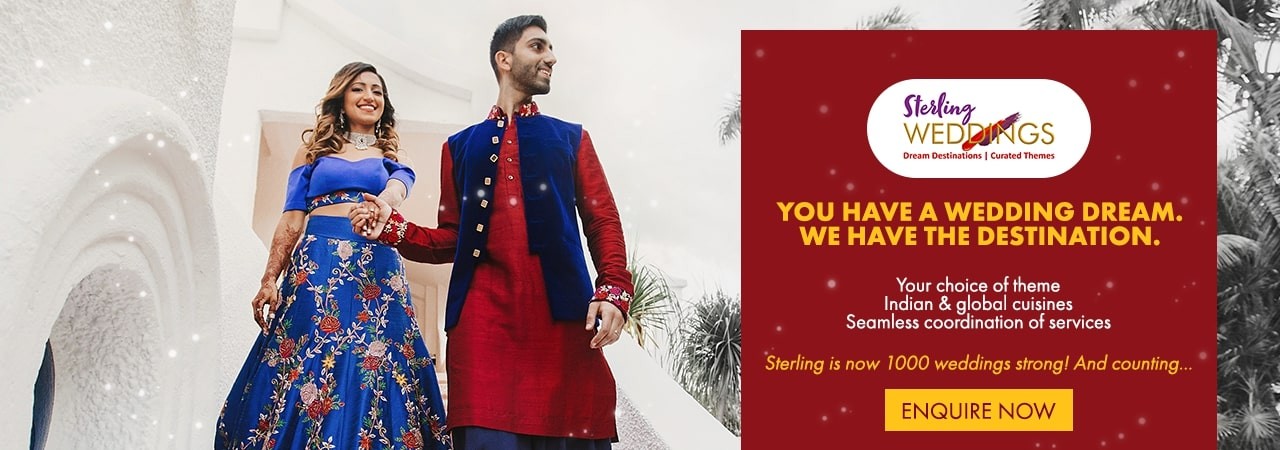 Sterling
WEDDINGS
Dream Destinations | Curated Themes
YOU HAVE A WEDDING DREAM.
WE HAVE THE DESTINATION.
Your choice of theme
Indian & global cuisines
Seamless coordination of services
Sterling is now 1000 weddings strong! And counting...
ENQUIRE NOW